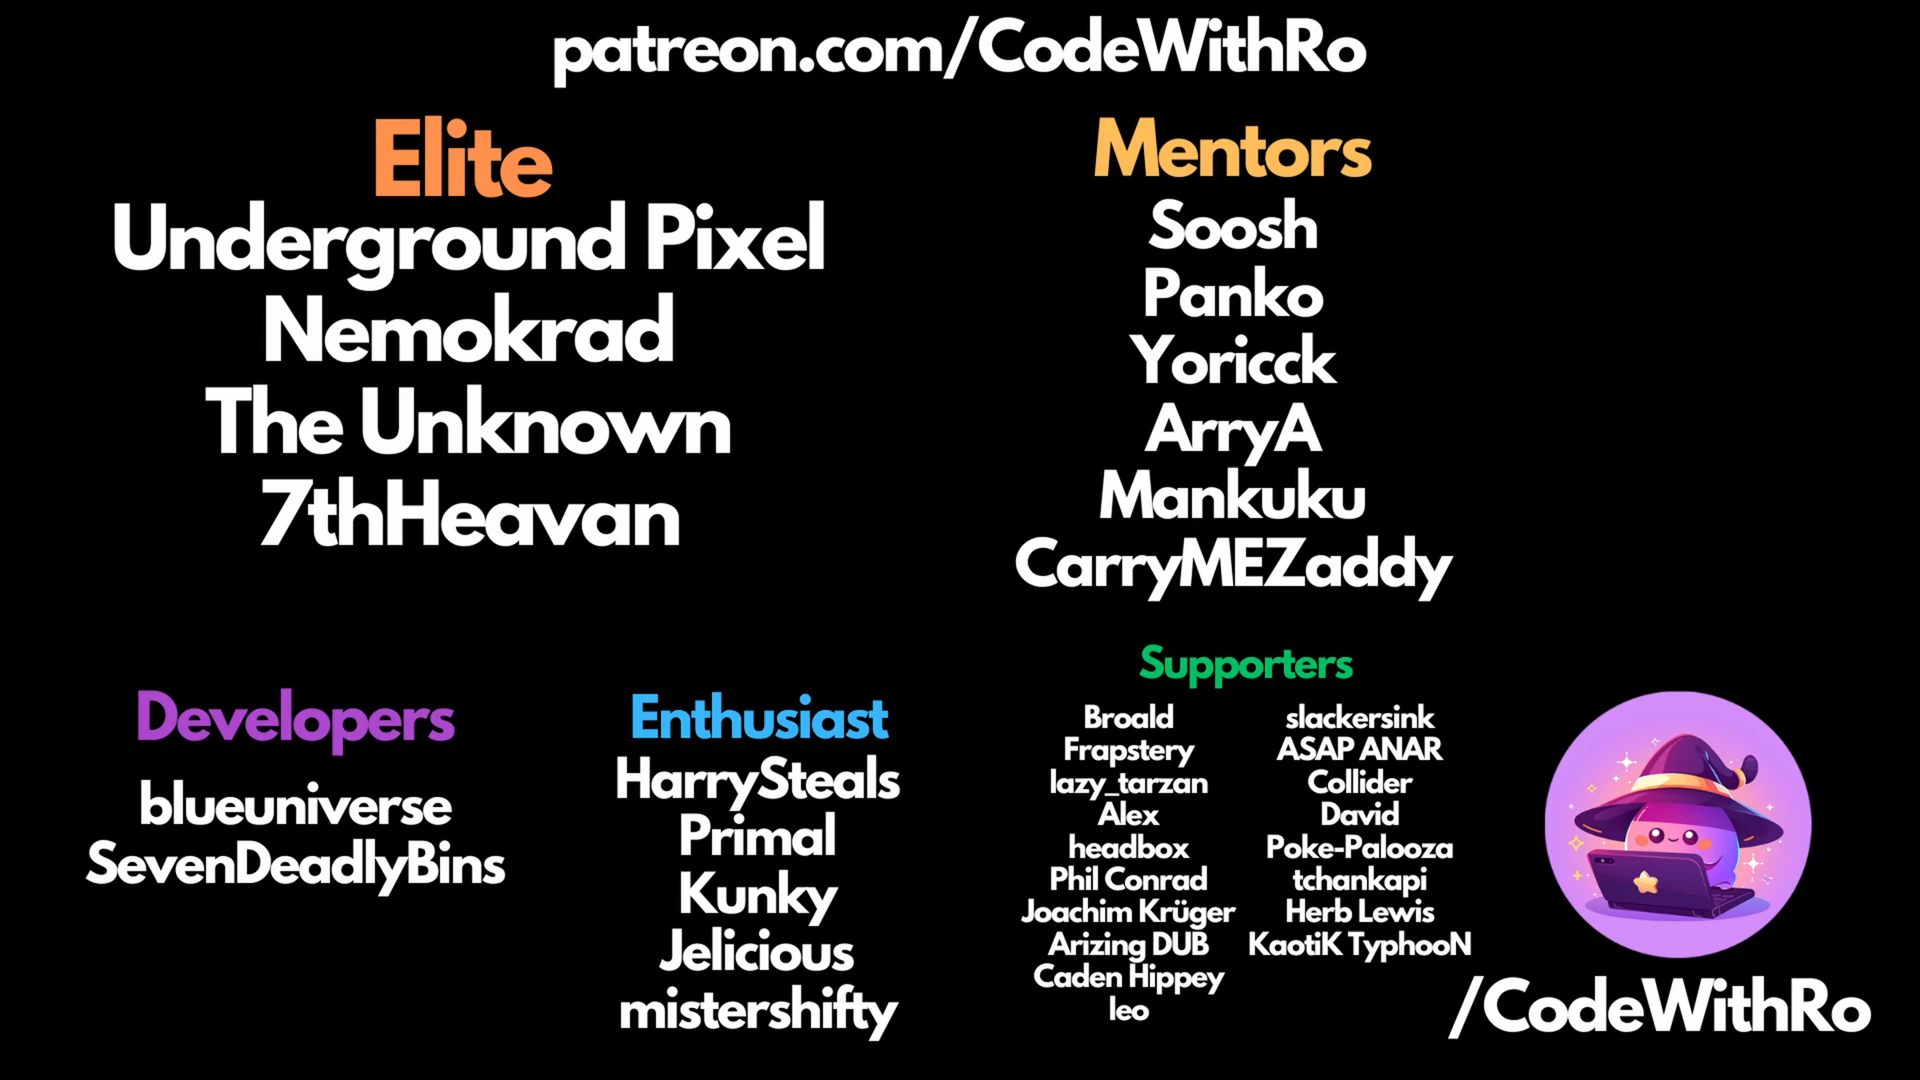 patreon.com/CodeWithRo
Elite
Underground Pixel
Nemokrad
The Unknown
7thHeavan
Mentors
Soosh
Panko
Yoricck
ArryA
Mankuku
CarryMEZaddy
Developers
blueuniverse
SevenDeadlyBins
Enthusiast
HarrySteals
Primal
Kunky
Jelicious
mistershifty
Supporters
Broald
Frapstery
lazy_tarzan
Alex
headbox
Phil Conrad
Joachim Krüger
Arizing DUB
Caden Hippey
leo
slackersink
ASAP ANAR
Collider
David
Poke-Palooza
tchankapi
Herb Lewis
KaotiK TyphooN
/CodeWithRo